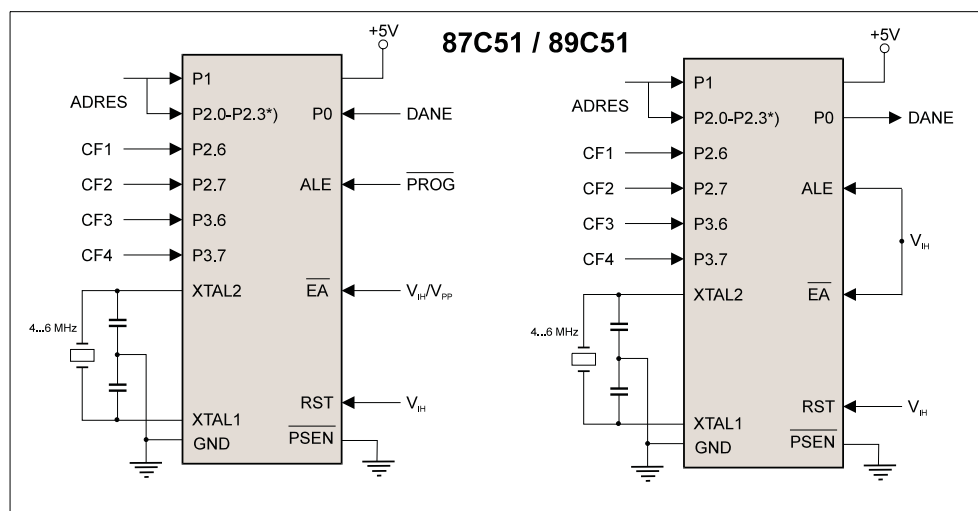 87C51 / 89C51
+5V
P1
ADRES
P2.0-P2.3*)
P0
DANE
CF1
P2.6
CF2
P2.7
ALE
PROG
CF3
P3.6
CF4
P3.7
XTAL2
EA
VIH/VPP
4...6 MHz
RST
VIH
XTAL1
GND
PSEN
+5V
P1
ADRES
P2.0-P2.3*)
P0
DANE
CF1
P2.6
CF2
P2.7
ALE
CF3
P3.6
VIH
CF4
P3.7
XTAL2
EA
4...6 MHz
RST
VIH
XTAL1
GND
PSEN